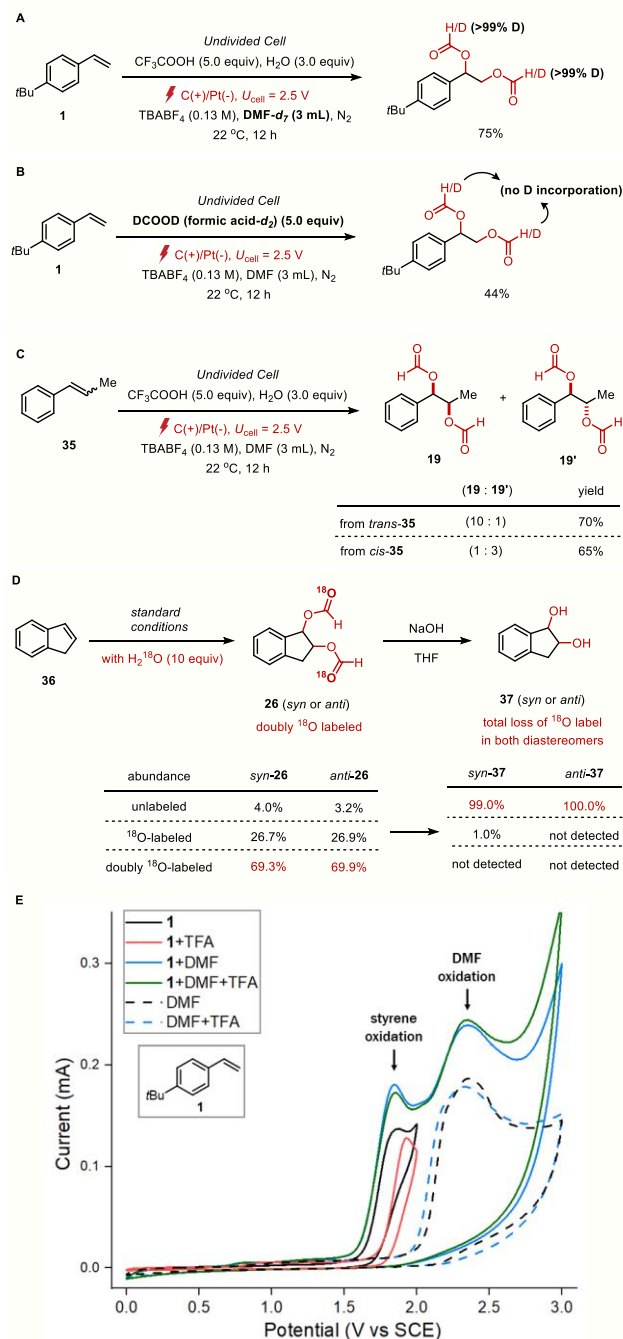 A
Undivided Cell
CF3COOH (5.0 equiv), H2O (3.0 equiv)
C(+)/Pt(-), Ucell = 2.5 V
TBABF4 (0.13 M), DMF-d7 (3 mL), N2
22 oC, 12 h
tBu
1
H/D (>99% D)
O
O
O
H/D (>99% D)
O
tBu
75%
B
Undivided Cell
DCOOD (formic acid-d2) (5.0 equiv)
C(+)/Pt(-), Ucell = 2.5 V
TBABF4 (0.13 M), DMF (3 mL), N2
22 oC, 12 h
tBu
1
H/D
(no D incorporation)
O
O
O
H/D
O
tBu
44%
C
Me
35
Undivided Cell
CF3COOH (5.0 equiv), H2O (3.0 equiv)
C(+)/Pt(-), Ucell = 2.5 V
TBABF4 (0.13 M), DMF (3 mL), N2
22 oC, 12 h
O
H
O
Me
O
H
O
19
+
O
H
O
Me
O
H
O
19'
(19 : 19') yield
from trans-35 (10 : 1) 70%
from cis-35 (1 : 3) 65%
D
36
standard
conditions
with H218O (10 equiv)
18O
O
H
O
H
18O
26 (syn or anti)
doubly 18O labeled
NaOH
THF
OH
OH
37 (syn or anti)
total loss of 18O label
in both diastereomers
abundance syn-26 anti-26 syn-37 anti-37
unlabeled 4.0% 3.2% 99.0% 100.0%
18O-labeled 26.7% 26.9% 1.0% not detected
doubly 18O-labeled 69.3% 69.9% not detected not detected
E
1
1+TFA
1+DMF
1+DMF+TFA
DMF
DMF+TFA
tBu
1
styrene
oxidation
DMF
oxidation
Current (mA)
0.3
0.2
0.1
0.0
0.0 0.5 1.0 1.5 2.0 2.5 3.0
Potential (V vs SCE)